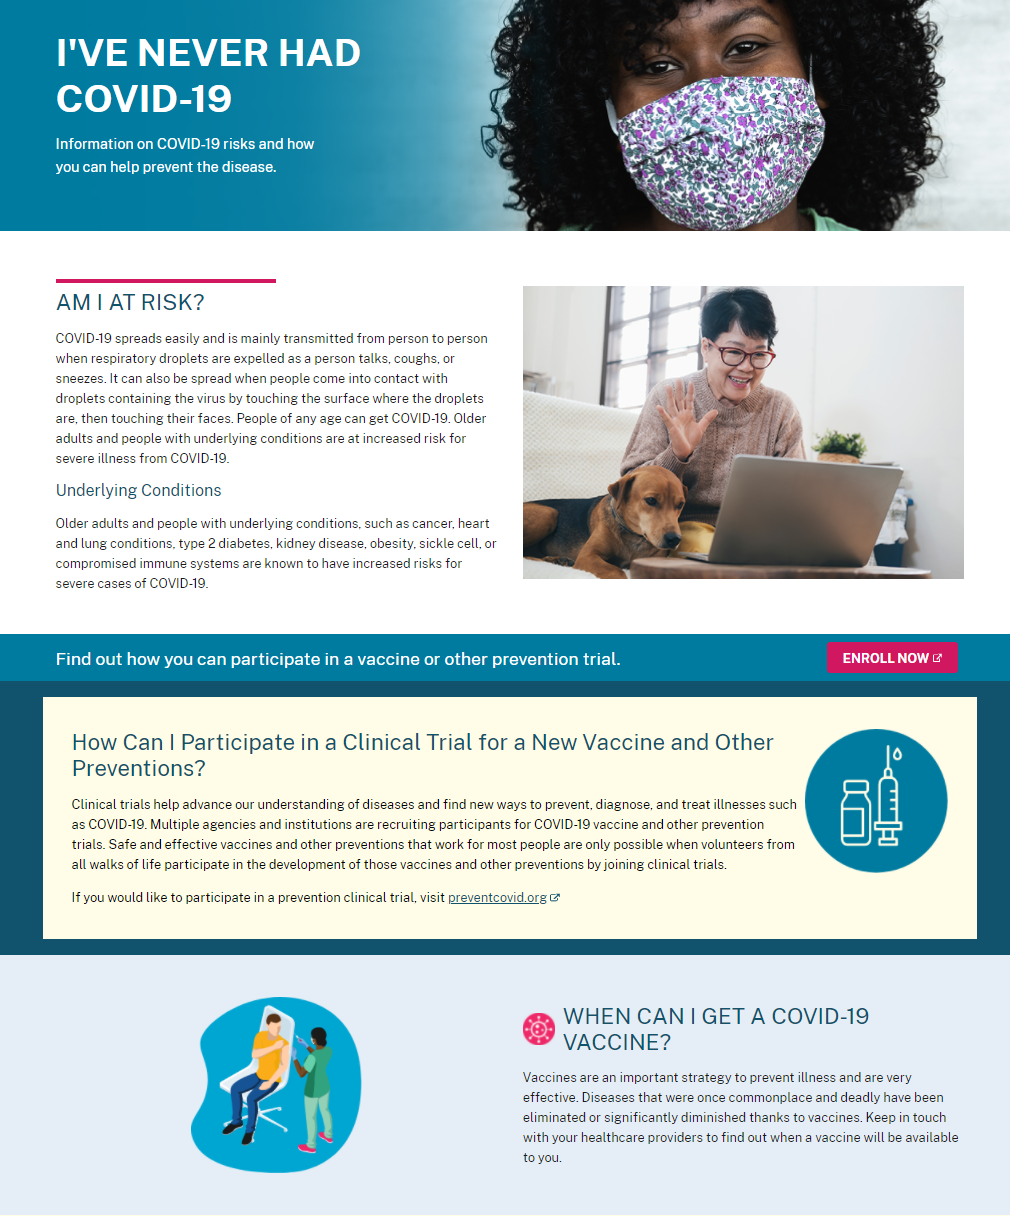 I'VE NEVER HAD
COVID-19
Information on COVID-19 risks and how
you can help prevent the disease.
AM I AT RISK?
COVID-19 spreads easily and is mainly transmitted from person to person
when respiratory droplets are expelled as a person talks, coughs, or
sneezes. It can also be spread when people come into contact with
droplets containing the virus by touching the surface where the droplets
are, then touching their faces. People of any age can get COVID-19. Older
adults and people with underlying conditions are at increased risk for
severe illness from COVID-19.
Underlying Conditions
Older adults and people with underlying conditions, such as cancer, heart
and lung conditions, type 2 diabetes, kidney disease, obesity, sickle cell, or
compromised immune systems are known to have increased risks for
severe cases of COVID-19.
Find out how you can participate in a vaccine or other prevention trial.
ENROLL NOW
How Can I Participate in a Clinical Trial for a New Vaccine and Other
Preventions?
Clinical trials help advance our understanding of diseases and find new ways to prevent, diagnose, and treat illnesses such
as COVID-19. Multiple agencies and institutions are recruiting participants for COVID-19 vaccine and other prevention
trials. Safe and effective vaccines and other preventions that work for most people are only possible when volunteers from
all walks of life participate in the development of those vaccines and other preventions by joining clinical trials.
If you would like to participate in a prevention clinical trial, visit preventcovid.org
WHEN CAN I GET A COVID-19
VACCINE?
Vaccines are an important strategy to prevent illness and are very
effective. Diseases that were once commonplace and deadly have been
eliminated or significantly diminished thanks to vaccines. Keep in touch
with your healthcare providers to find out when a vaccine will be available
to you.